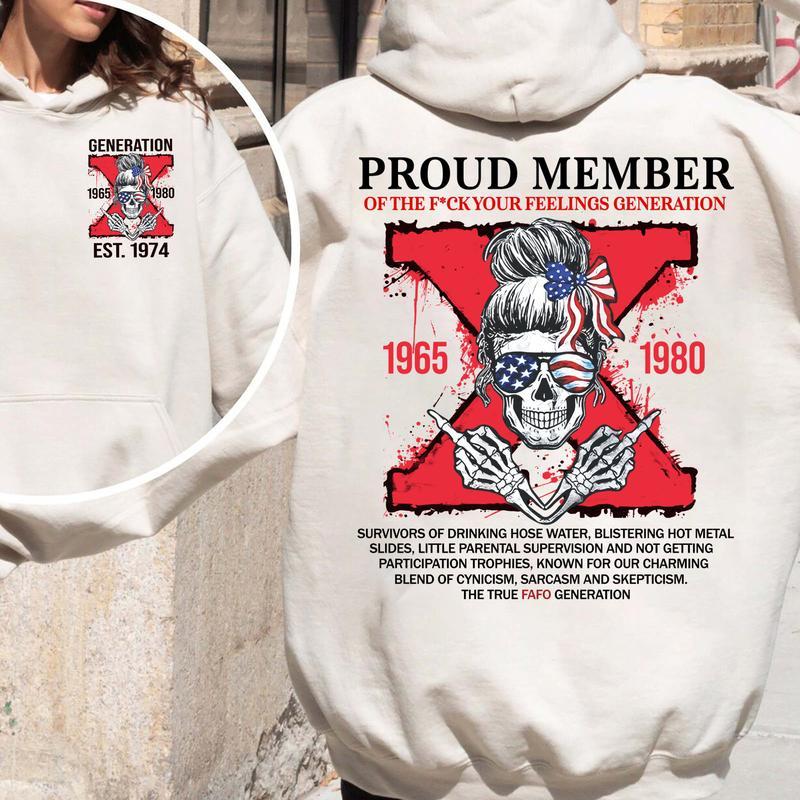 GENERATION
1965 1980
EST. 1974
PROUD MEMBER
OF THE F*CK YOUR FEELINGS GENERATION
1965 1980
SURVIVORS OF DRINKING HOSE WATER, BLISTERING HOT METAL
SLIDES, LITTLE PARENTAL SUPERVISION AND NOT GETTING
PARTICIPATION TROPHIES, KNOWN FOR OUR CHARMING
BLEND OF CYNICISM, SARCASM AND SKEPTICISM.
THE TRUE FAFO GENERATION